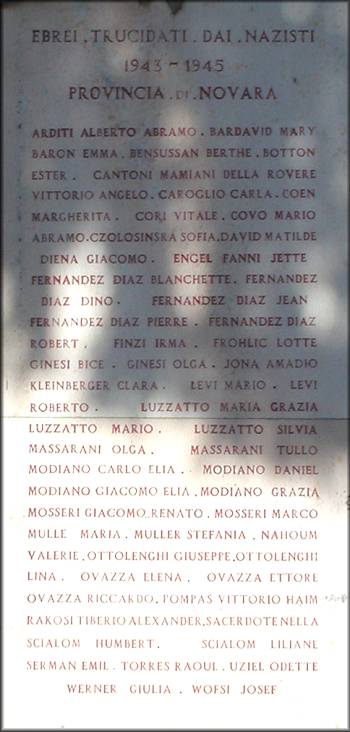 EBREI . TRUCIDATI . DAI . NAZISTI
1943 - 1945
PROVINCIA . DI . NOVARA
ARDITI ALBERTO ABRAMO . BARDAVID MARY
BARON EMMA . BENSUSSAN BERTHE . BOTTON
ESTER . CANTONI MAMIANI DELLA ROVERE
VITTORIO ANGELO . CAROGLIO CARLA . COEN
MARGHERITA . CORI VITALE . COVO MARIO
ABRAMO . CZOLOSINSKA SOFIA, DAVID MATILDE
DIENA GIACOMO . ENGEL FANNI JETTE
FERNANDEZ DIAZ BLANCHETTE . FERNANDEZ
DIAZ DINO . FERNANDEZ DIAZ JEAN
FERNANDEZ DIAZ PIERRE . FERNANDEZ DIAZ
ROBERT . FINZI IRMA . FROHLIC LOTTE
GINESI BICE . GINESI OLGA . JONA AMADIO
KLEINBERGER CLARA . LEVI MARIO . LEVI
ROBERTO . LUZZATTO MARIA GRAZIA
LUZZATTO MARIO . LUZZATTO SILVIA
MASSARANI OLGA . MASSARANI TULLO
MODIANO CARLO ELIA . MODIANO DANIEL
MODIANO GIACOMO ELIA . MODIANO GRAZIA
MOSSERI GIACOMO RENATO . MOSSERI MARCO
MULLE MARIA . MULLER STEFANIA . NAHOUM
VALERIE . OTTOLENGHI GIUSEPPE . OTTOLENGHI
LINA . OVAZZA ELENA . OVAZZA ETTORE
OVAZZA RICCARDO . POMPAS VITTORIO HAIM
RAKOSI TIBERIO ALEXANDER, SACERDOTE NELLA
SCIALOM HUMBERT . SCIALOM LILIANE
SERMAN EMIL . TORRES RAOUL . UZIEL ODETTE
WERNER GIULIA . WOFSI JOSEF